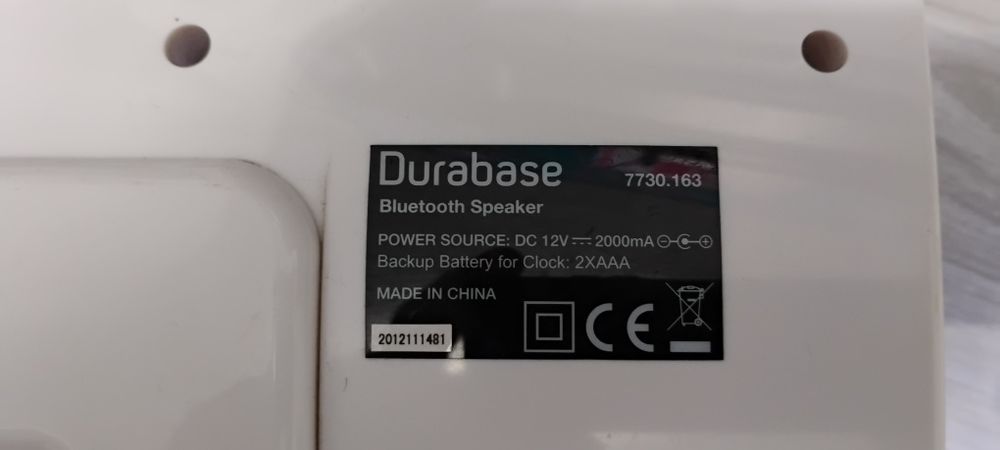 Durabase
7730.163
Bluetooth Speaker
POWER SOURCE: DC 12V ⎓ 2000mA
Backup Battery for Clock: 2XAAA
MADE IN CHINA
CE
2012111481